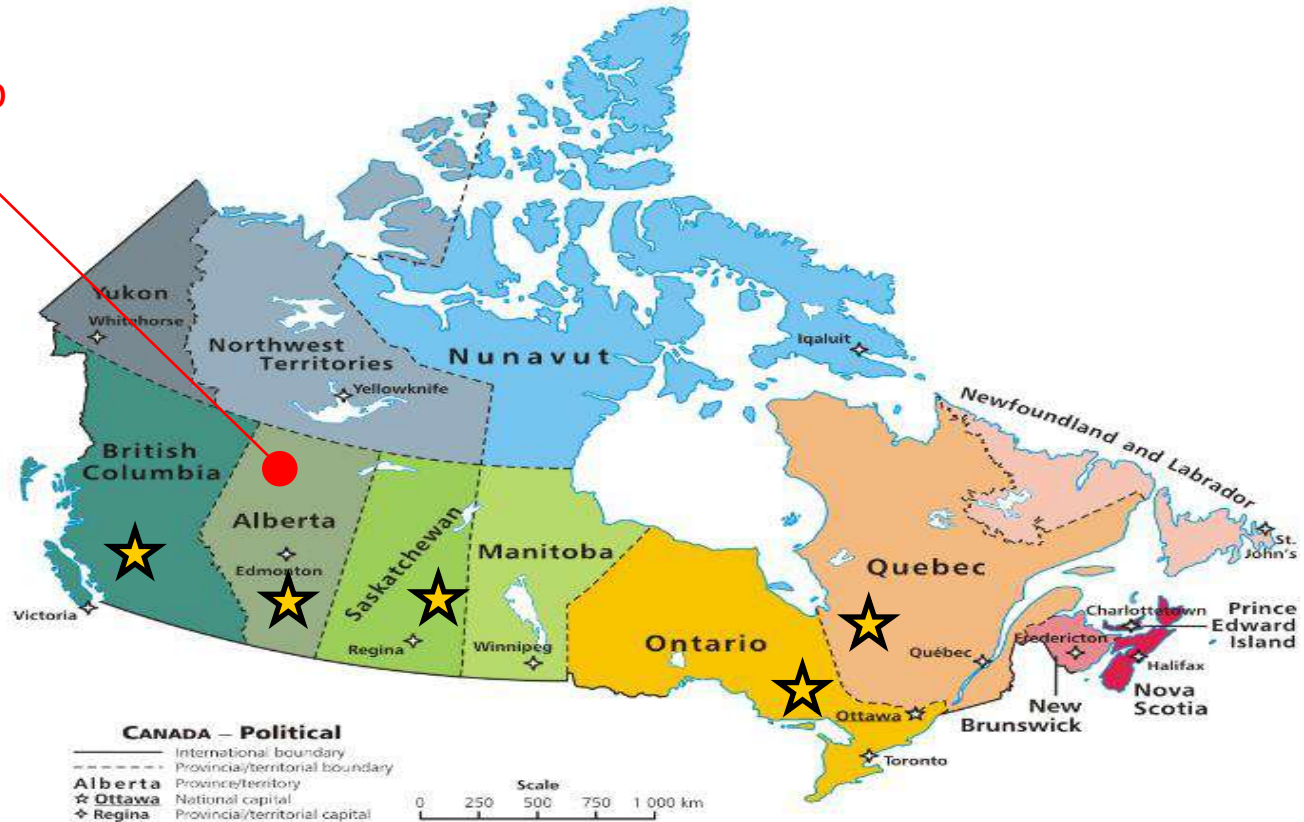 Yukon
Whitehorse
Northwest
Territories
Yellowknife
Nunavut
Iqaluit
Newfoundland and Labrador
St.
John's
British
Columbia
Alberta
Edmonton
Saskatchewan
Manitoba
Quebec
Victoria
Regina
Winnipeg
Ontario
Québec
Charlottetown
Prince
Edward
Island
Fredericton
Halifax
Nova
Scotia
New
Brunswick
Ottawa
Toronto
CANADA – Political
International boundary
Provincial/territorial boundary
Alberta Province/territory
Ottawa National capital
Regina Provincial/territorial capital
Scale
0 250 500 750 1 000 km